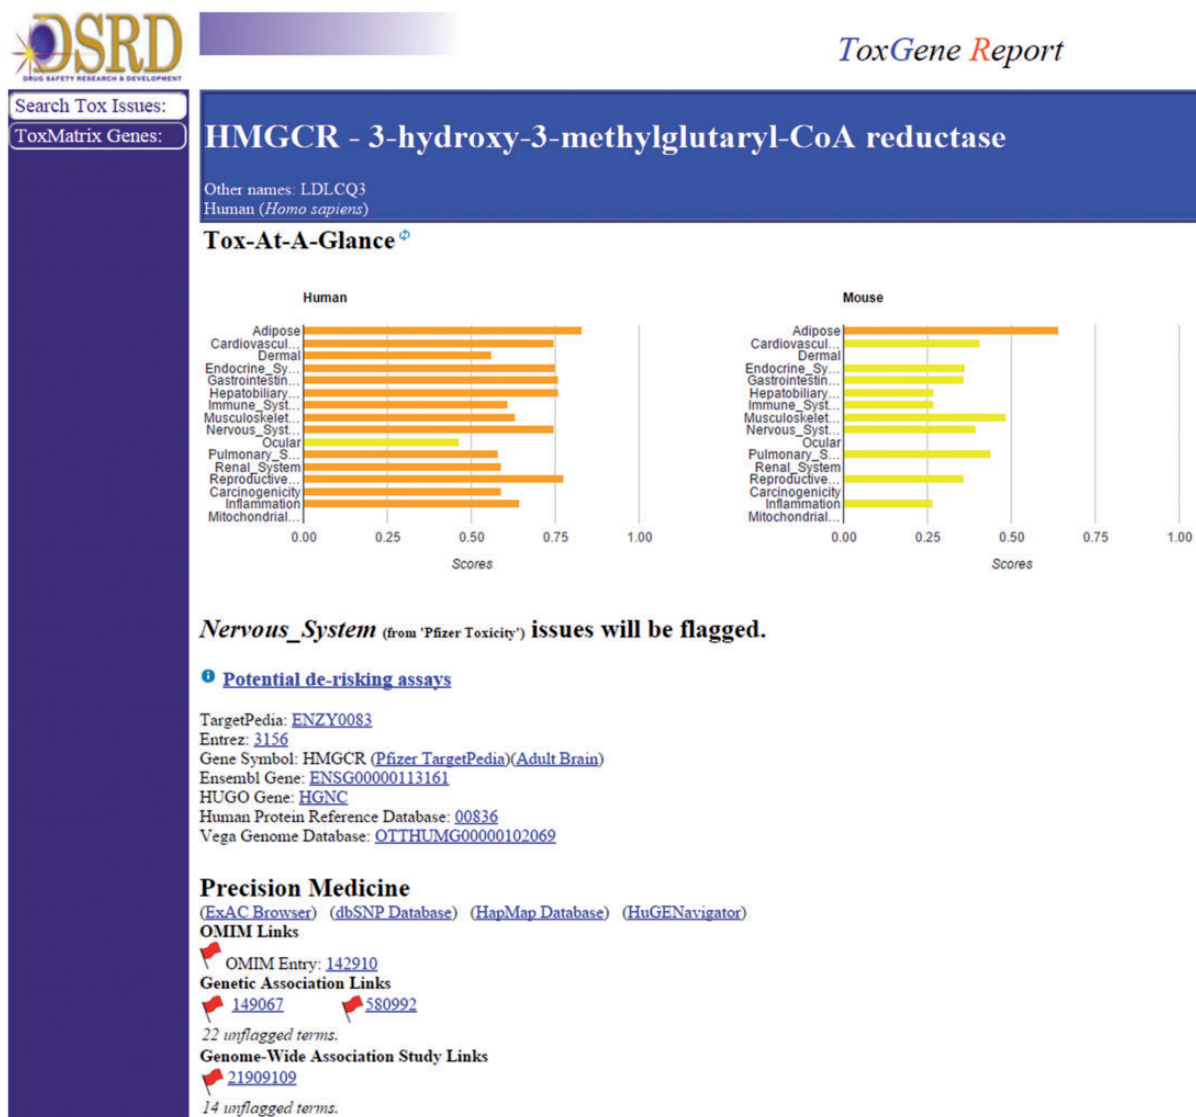 DSRD
DRUG SAFETY RESEARCH & DEVELOPMENT
ToxGene Report
Search Tox Issues:
ToxMatrix Genes:
HMGCR - 3-hydroxy-3-methylglutaryl-CoA reductase
Other names: LDLCQ3
Human (Homo sapiens)
Tox-At-A-Glance
Human
Adipose
Cardiovascul...
Dermal
Endocrine_Sy...
Gastrointestin...
Hepatobiliary...
Immune_Syst...
Musculoskelet...
Nervous_Syst...
Ocular
Pulmonary_S...
Renal_System
Reproductive...
Carcinogenicity
Inflammation
Mitochondrial...
0.00 0.25 0.50 0.75 1.00
Scores
Mouse
Adipose
Cardiovascul...
Dermal
Endocrine_Sy...
Gastrointestin...
Hepatobiliary...
Immune_Syst...
Musculoskelet...
Nervous_Syst...
Ocular
Pulmonary_S...
Renal_System
Reproductive...
Carcinogenicity
Inflammation
Mitochondrial...
0.00 0.25 0.50 0.75 1.00
Scores
Nervous_System (from 'Pfizer Toxicity') issues will be flagged.
Potential de-risking assays
TargetPedia: ENZY0083
Entrez: 3156
Gene Symbol: HMGCR (Pfizer TargetPedia)(Adult Brain)
Ensembl Gene: ENSG00000113161
HUGO Gene: HGNC
Human Protein Reference Database: 00836
Vega Genome Database: OTTHUMG00000102069
Precision Medicine
(ExAC Browser) (dbSNP Database) (HapMap Database) (HuGENavigator)
OMIM Links
OMIM Entry: 142910
Genetic Association Links
149067 580992
22 unflagged terms.
Genome-Wide Association Study Links
21909109
14 unflagged terms.